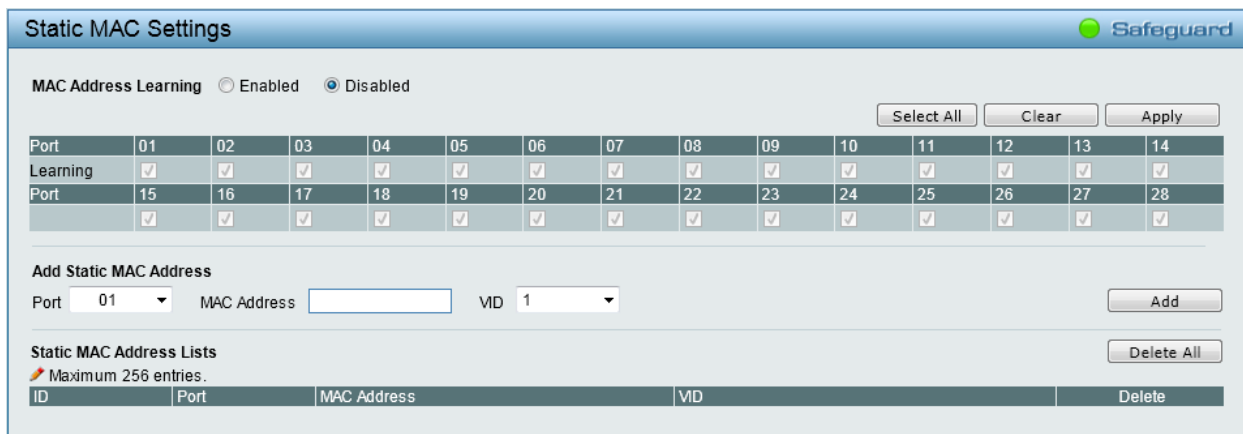 Static MAC Settings Safeguard
MAC Address Learning Enabled Disabled
Select All Clear Apply
Port 01 02 03 04 05 06 07 08 09 10 11 12 13 14
Learning
Port 15 16 17 18 19 20 21 22 23 24 25 26 27 28
Add Static MAC Address
Port 01 MAC Address VID 1 Add
Static MAC Address Lists Delete All
Maximum 256 entries.
ID Port MAC Address VID Delete